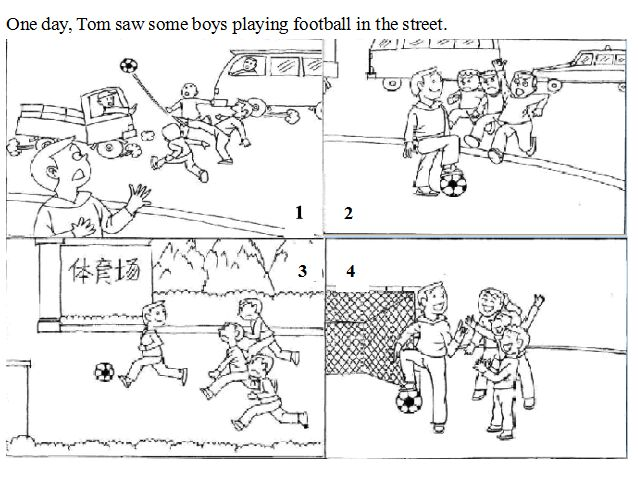 One day, Tom saw some boys playing football in the street.
1
2
体育场
3
4